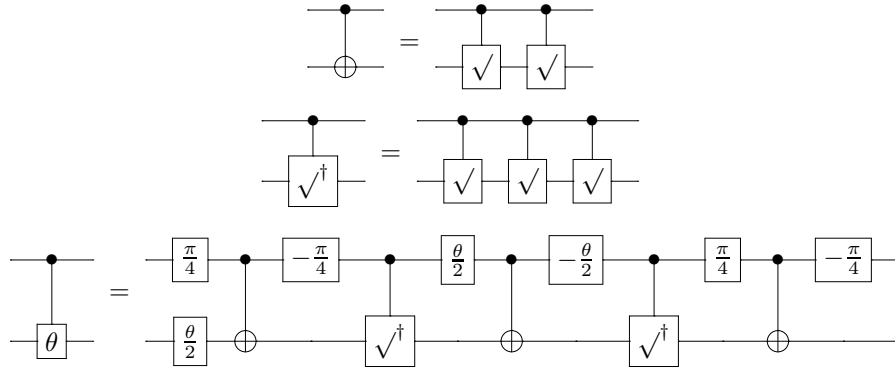 = √ √
√† = √ √ √
π/4 −π/4 θ/2 −θ/2 π/4 −π/4
=
θ θ/2 √† √†